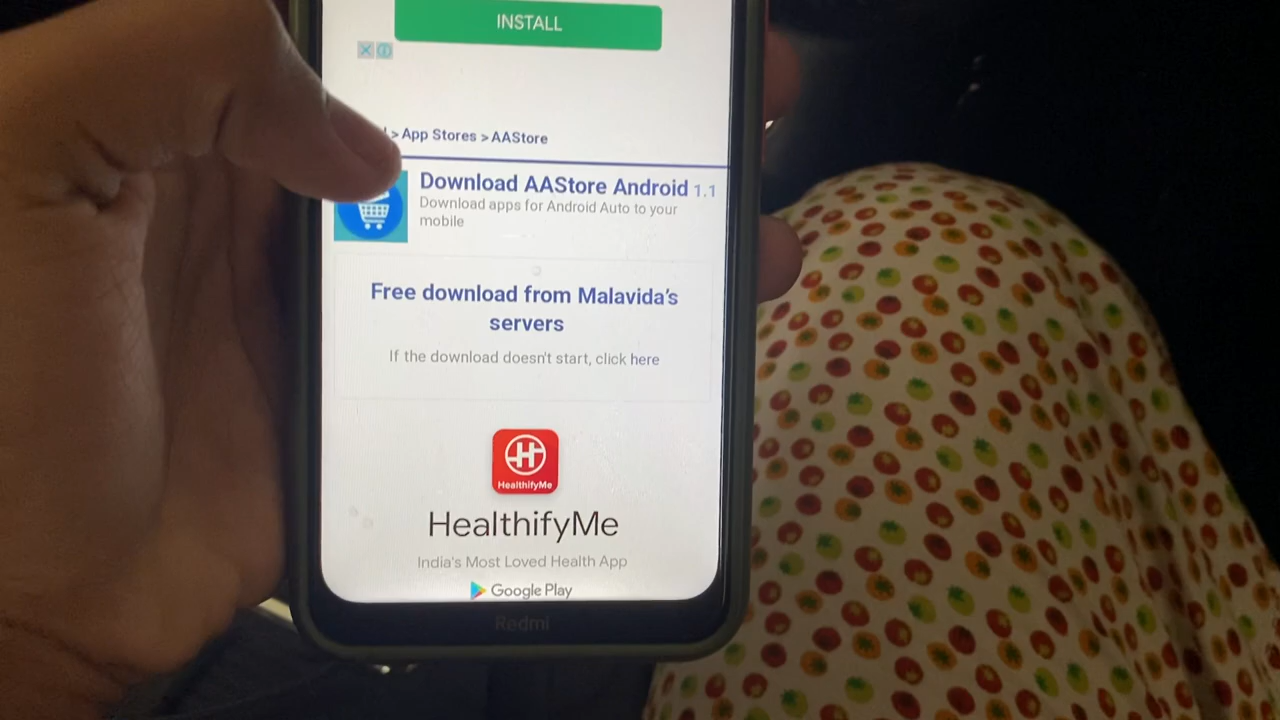 INSTALL
> App Stores > AAStore
Download AAStore Android 1.1
Download apps for Android Auto to your
mobile
Free download from Malavida's
servers
If the download doesn't start, click here
HealthifyMe
HealthifyMe
India's Most Loved Health App
Google Play
Redmi